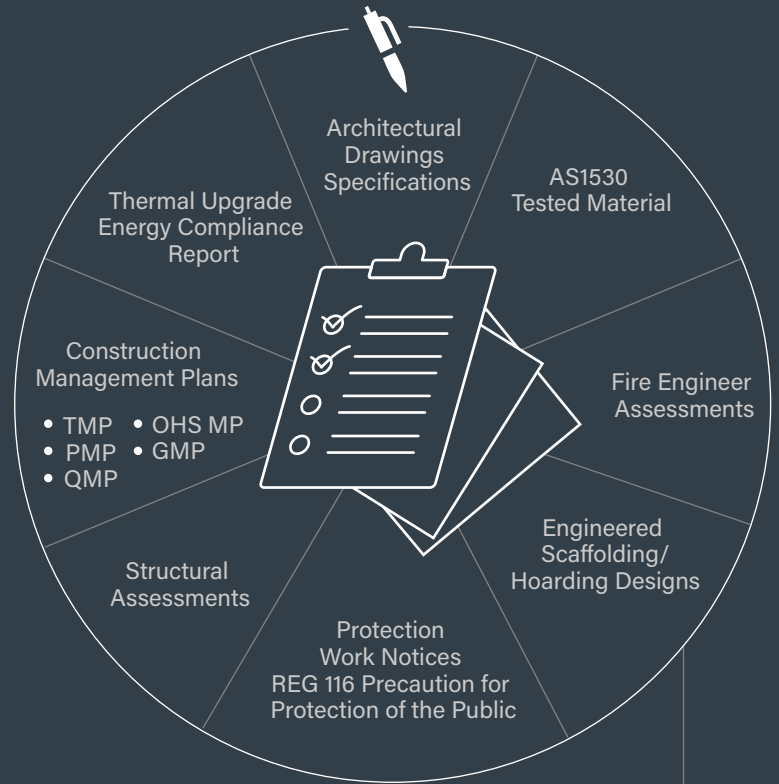 Architectural
Drawings
Specifications
AS1530
Tested Material
Fire Engineer
Assessments
Engineered
Scaffolding/
Hoarding Designs
Protection
Work Notices
REG 116 Precaution for
Protection of the Public
Structural
Assessments
Construction
Management Plans
• TMP • OHS MP
• PMP • GMP
• QMP
Thermal Upgrade
Energy Compliance
Report